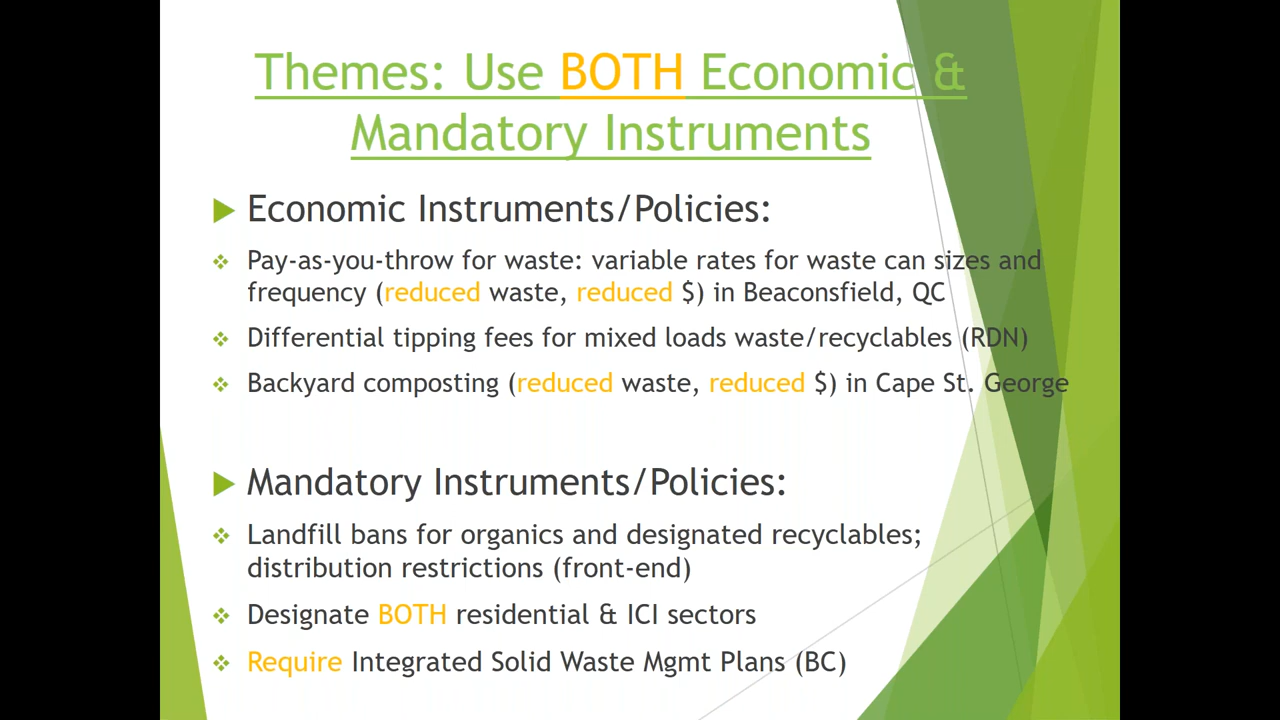 Themes: Use BOTH Economic &
Mandatory Instruments
Economic Instruments/Policies:
Pay-as-you-throw for waste: variable rates for waste can sizes and
frequency (reduced waste, reduced $) in Beaconsfield, QC
Differential tipping fees for mixed loads waste/recyclables (RDN)
Backyard composting (reduced waste, reduced $) in Cape St. George
Mandatory Instruments/Policies:
Landfill bans for organics and designated recyclables;
distribution restrictions (front-end)
Designate BOTH residential & ICI sectors
Require Integrated Solid Waste Mgmt Plans (BC)